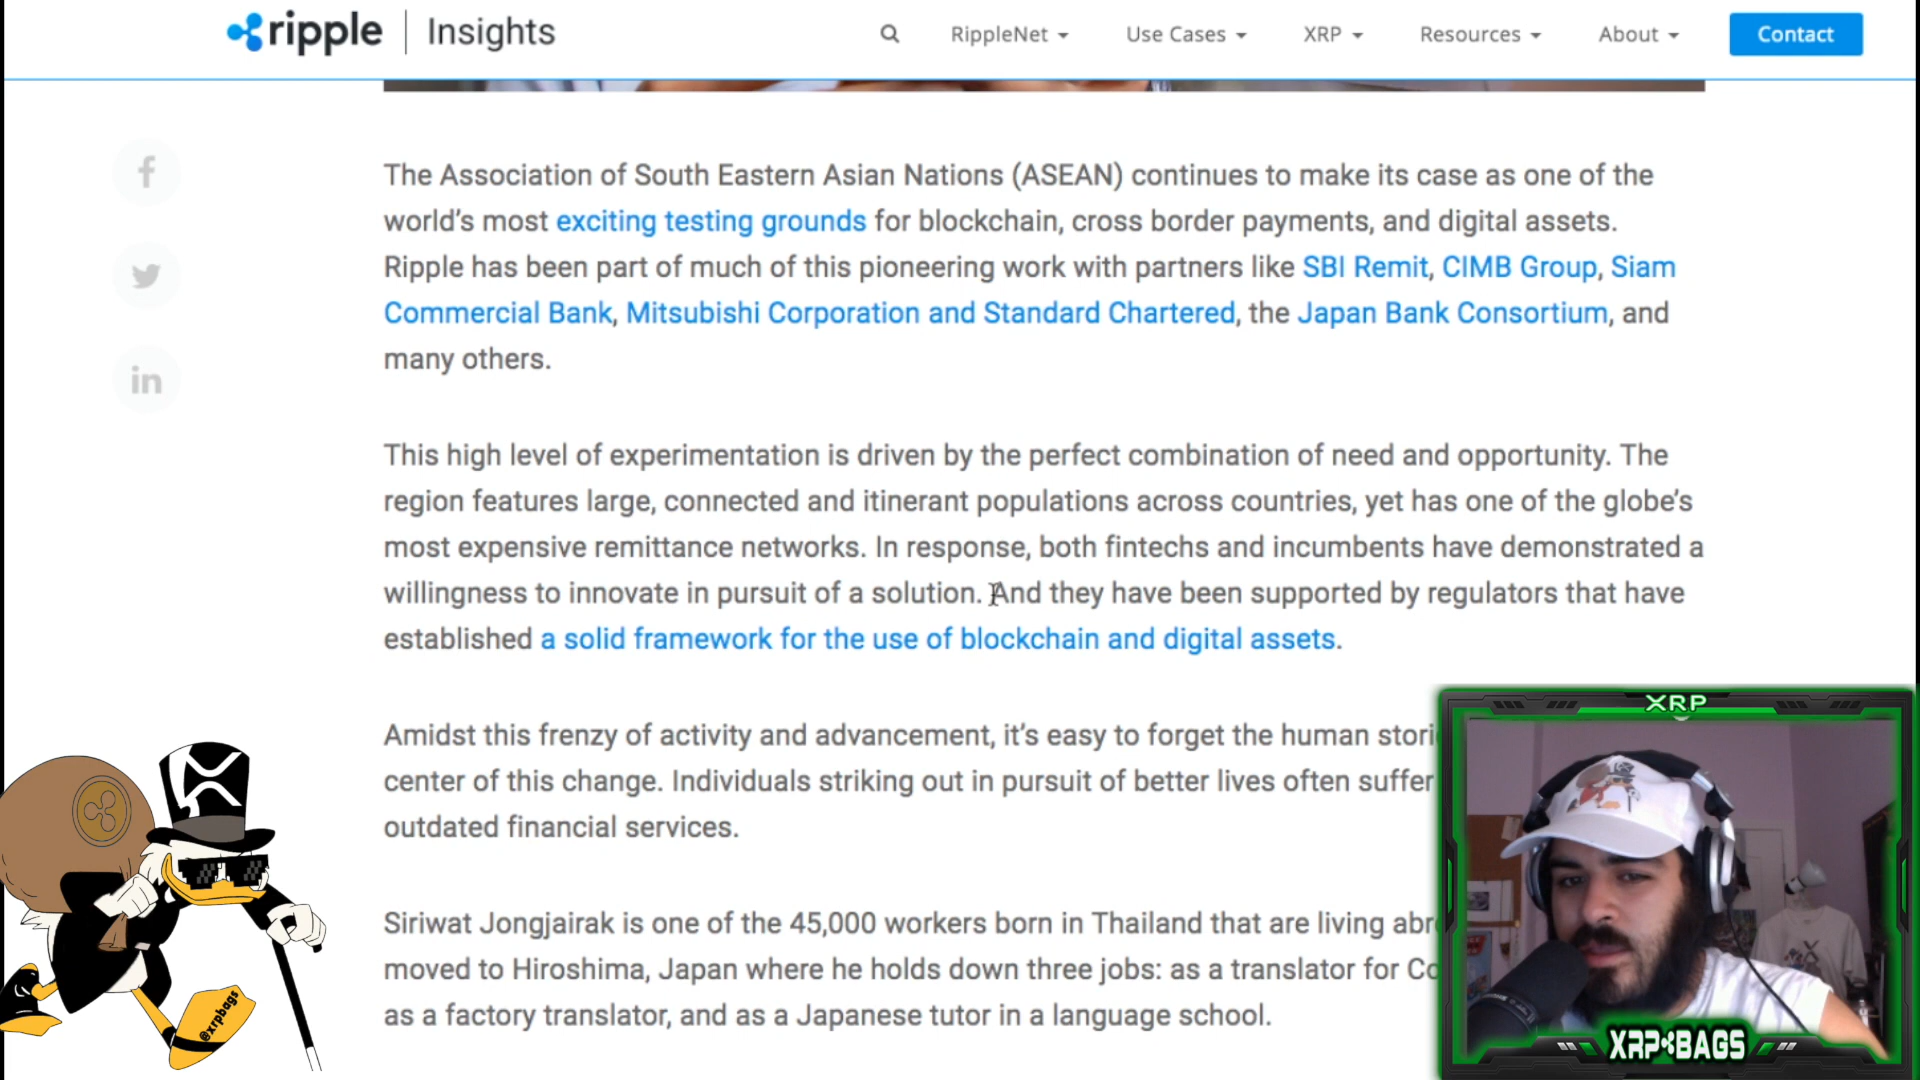 ripple | Insights
RippleNet
Use Cases
XRP
Resources
About
Contact
The Association of South Eastern Asian Nations (ASEAN) continues to make its case as one of the
world's most exciting testing grounds for blockchain, cross border payments, and digital assets.
Ripple has been part of much of this pioneering work with partners like SBI Remit, CIMB Group, Siam
Commercial Bank, Mitsubishi Corporation and Standard Chartered, the Japan Bank Consortium, and
many others.
This high level of experimentation is driven by the perfect combination of need and opportunity. The
region features large, connected and itinerant populations across countries, yet has one of the globe's
most expensive remittance networks. In response, both fintechs and incumbents have demonstrated a
willingness to innovate in pursuit of a solution. And they have been supported by regulators that have
established a solid framework for the use of blockchain and digital assets.
Amidst this frenzy of activity and advancement, it's easy to forget the human stori
center of this change. Individuals striking out in pursuit of better lives often suffer
outdated financial services.
Siriwat Jongjairak is one of the 45,000 workers born in Thailand that are living abr
moved to Hiroshima, Japan where he holds down three jobs: as a translator for Co
as a factory translator, and as a Japanese tutor in a language school.
@xrpbags
XRP
XRP BAGS